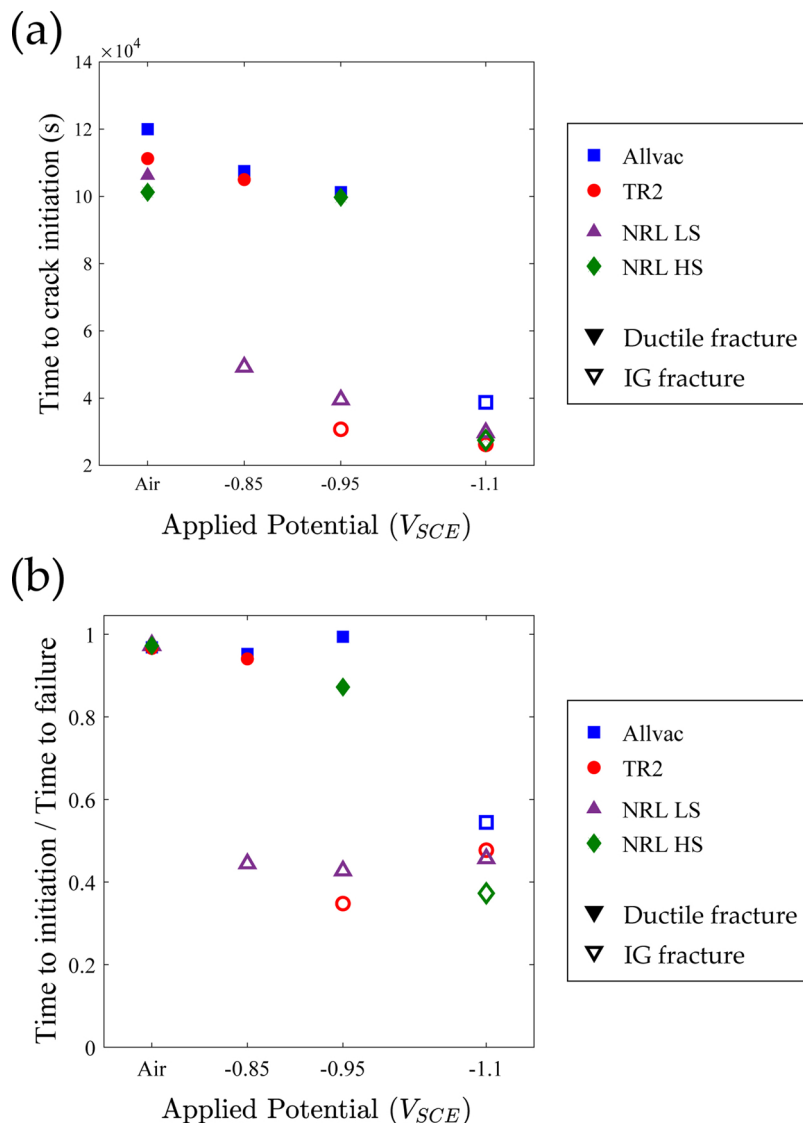 (a)
×10⁴
14
12
10
8
6
4
2
Time to crack initiation (s)
Air
-0.85
-0.95
-1.1
Applied Potential (V_SCE)
Allvac
TR2
NRL LS
NRL HS
Ductile fracture
IG fracture
(b)
1
0.8
0.6
0.4
0.2
0
Time to initiation / Time to failure
Air
-0.85
-0.95
-1.1
Applied Potential (V_SCE)
Allvac
TR2
NRL LS
NRL HS
Ductile fracture
IG fracture